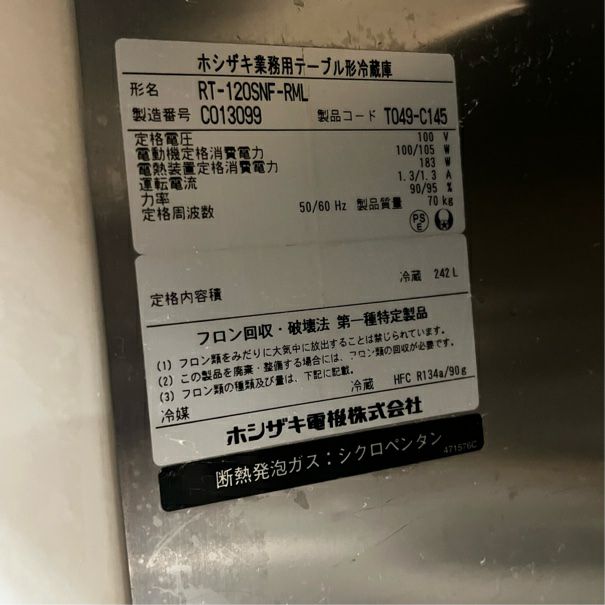 ホシザキ業務用テーブル形冷蔵庫
形名 RT-120SNF-RML
製造番号 C013099 製品コード T049-C145
定格電圧 100 V
電動機定格消費電力 100/105 W
電熱装置定格消費電力 183 W
運転電流 1.3/1.3 A
力率 90/95 %
定格周波数 50/60 Hz 製品質量 70 kg
PS
E
定格内容積 冷蔵 242 L
フロン回収・破壊法 第一種特定製品
(1) フロン類をみだりに大気中に放出することは禁じられています。
(2) この製品を廃棄・整備する場合には、フロン類の回収が必要です。
(3) フロン類の種類及び量は、下記に記載。
冷媒 冷蔵 HFC R134a/90g
ホシザキ電機株式会社
断熱発泡ガス：シクロペンタン
471576C